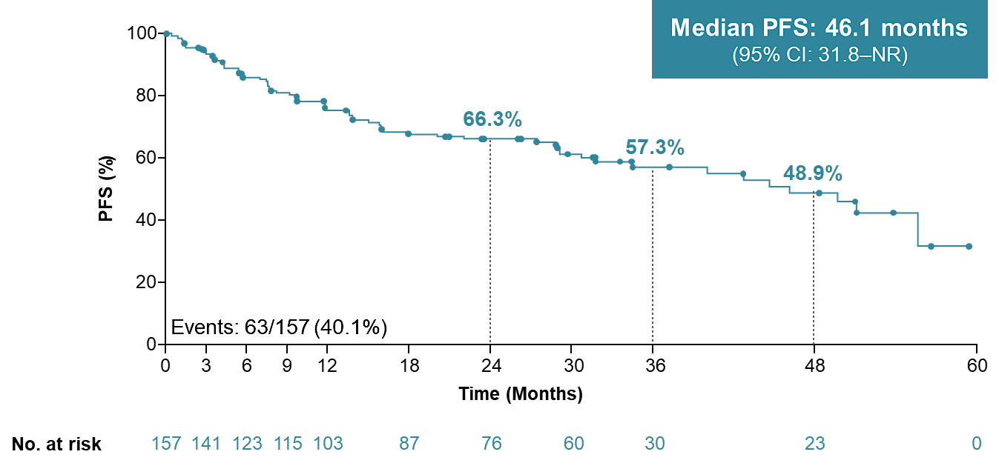 Median PFS: 46.1 months
(95% CI: 31.8–NR)
100
80
60
40
20
0
PFS (%)
66.3%
57.3%
48.9%
Events: 63/157 (40.1%)
0 3 6 9 12 18 24 30 36 48 60
Time (Months)
No. at risk 157 141 123 115 103 87 76 60 30 23 0